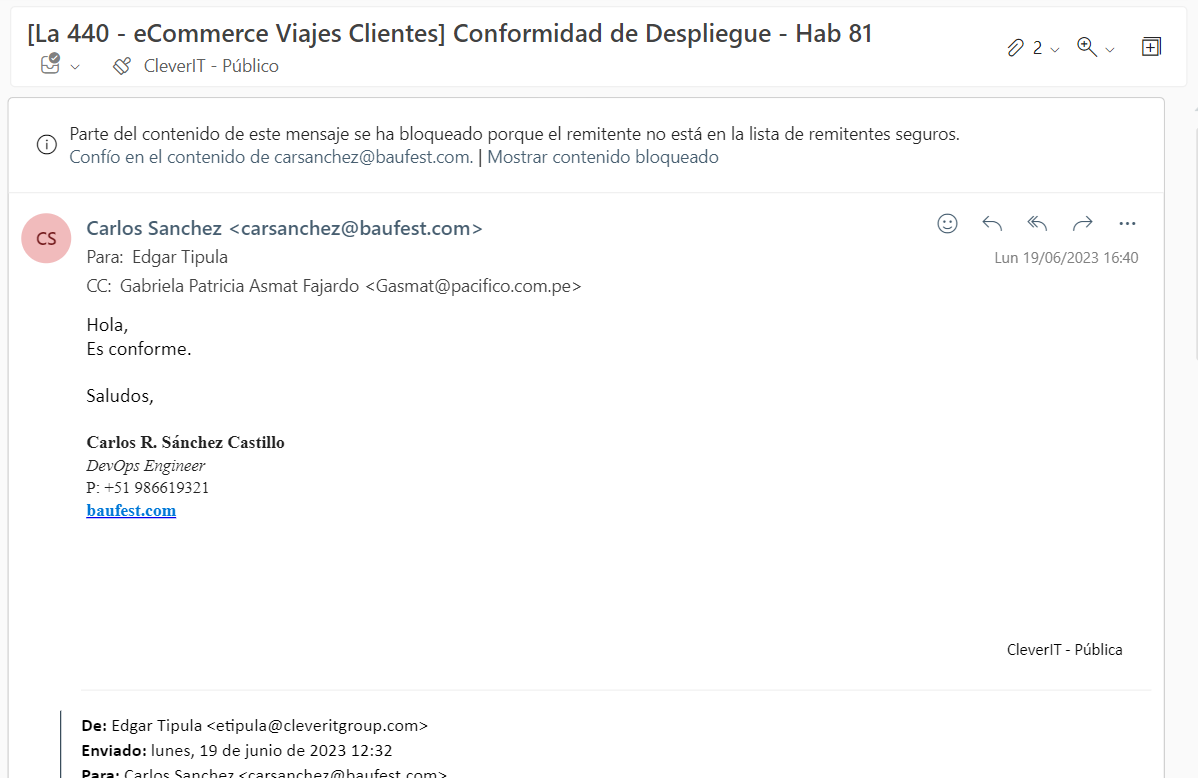 [La 440 - eCommerce Viajes Clientes] Conformidad de Despliegue - Hab 81
2
CleverIT - Público
Parte del contenido de este mensaje se ha bloqueado porque el remitente no está en la lista de remitentes seguros.
Confío en el contenido de carsanchez@baufest.com. | Mostrar contenido bloqueado
CS
Carlos Sanchez <carsanchez@baufest.com>
Para: Edgar Tipula
Lun 19/06/2023 16:40
CC: Gabriela Patricia Asmat Fajardo <Gasmat@pacifico.com.pe>
Hola,
Es conforme.
Saludos,
Carlos R. Sánchez Castillo
DevOps Engineer
P: +51 986619321
baufest.com
CleverIT - Pública
De: Edgar Tipula <etipula@cleveritgroup.com>
Enviado: lunes, 19 de junio de 2023 12:32
Para: Carlos Sanchez <carsanchez@baufest.com>